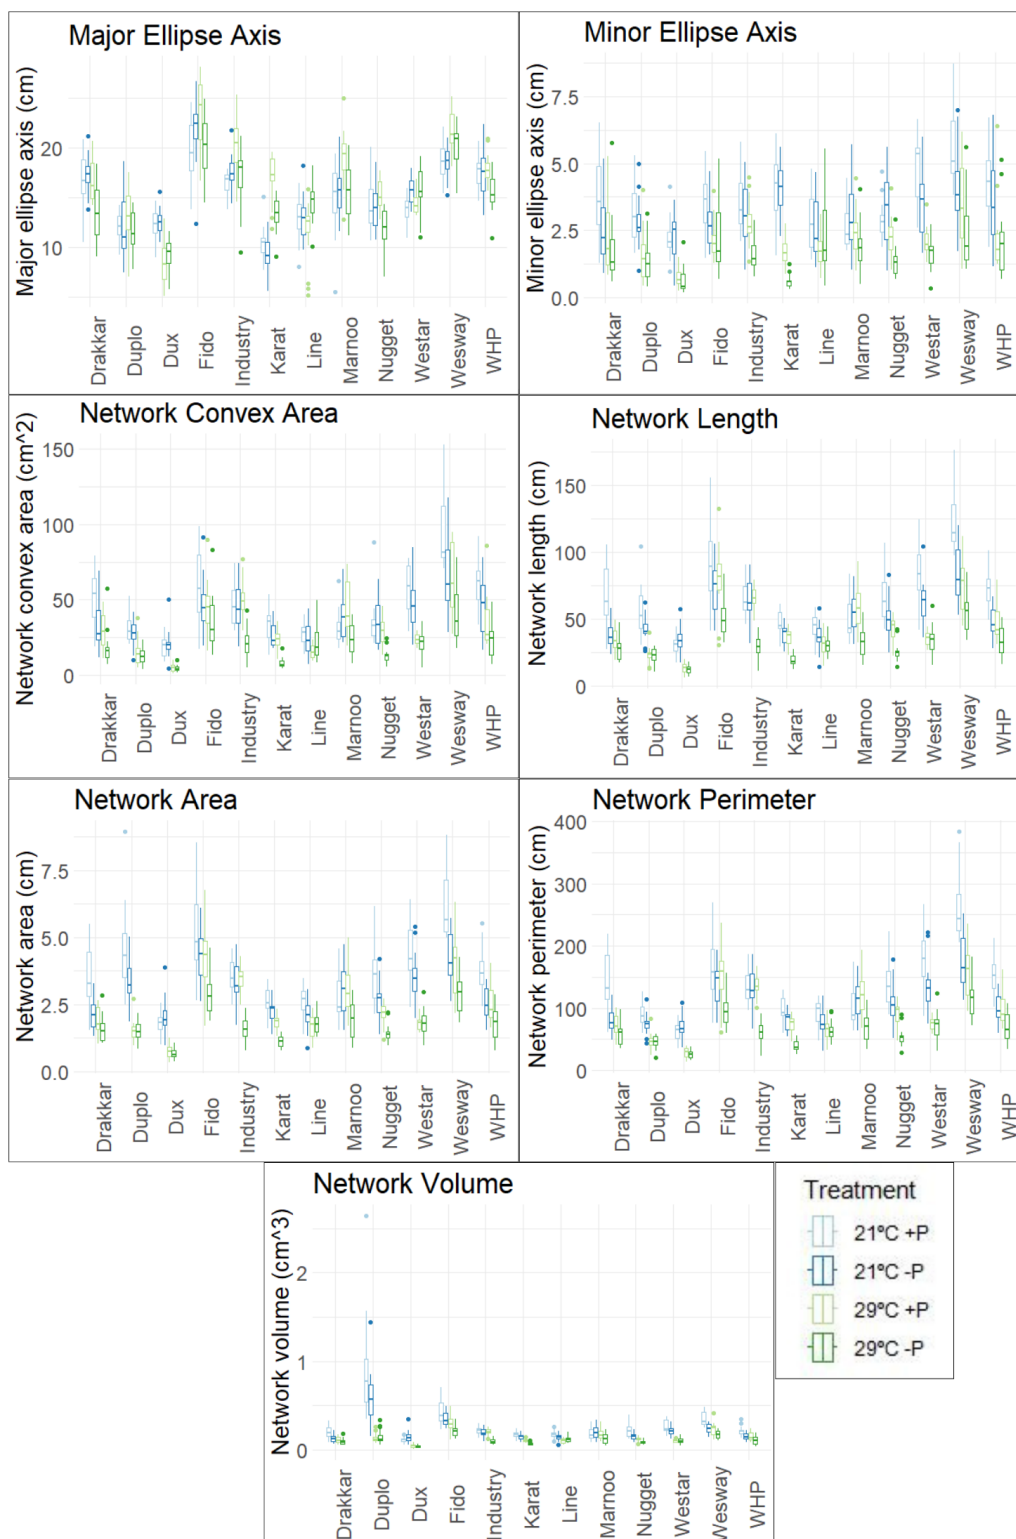 Major Ellipse Axis
Major ellipse axis (cm)
20
10
Drakkar
Duplo
Dux
Fido
Industry
Karat
Line
Marnoo
Nugget
Westar
Wesway
WHP
Minor Ellipse Axis
Minor ellipse axis (cm)
7.5
5.0
2.5
0.0
Drakkar
Duplo
Dux
Fido
Industry
Karat
Line
Marnoo
Nugget
Westar
Wesway
WHP
Network Convex Area
Network convex area (cm^2)
150
100
50
0
Drakkar
Duplo
Dux
Fido
Industry
Karat
Line
Marnoo
Nugget
Westar
Wesway
WHP
Network Length
Network length (cm)
150
100
50
0
Drakkar
Duplo
Dux
Fido
Industry
Karat
Line
Marnoo
Nugget
Westar
Wesway
WHP
Network Area
Network area (cm)
7.5
5.0
2.5
0.0
Drakkar
Duplo
Dux
Fido
Industry
Karat
Line
Marnoo
Nugget
Westar
Wesway
WHP
Network Perimeter
Network perimeter (cm)
400
300
200
100
0
Drakkar
Duplo
Dux
Fido
Industry
Karat
Line
Marnoo
Nugget
Westar
Wesway
WHP
Network Volume
Network volume (cm^3)
2
1
0
Drakkar
Duplo
Dux
Fido
Industry
Karat
Line
Marnoo
Nugget
Westar
Wesway
WHP
Treatment
21ºC +P
21ºC -P
29ºC +P
29ºC -P